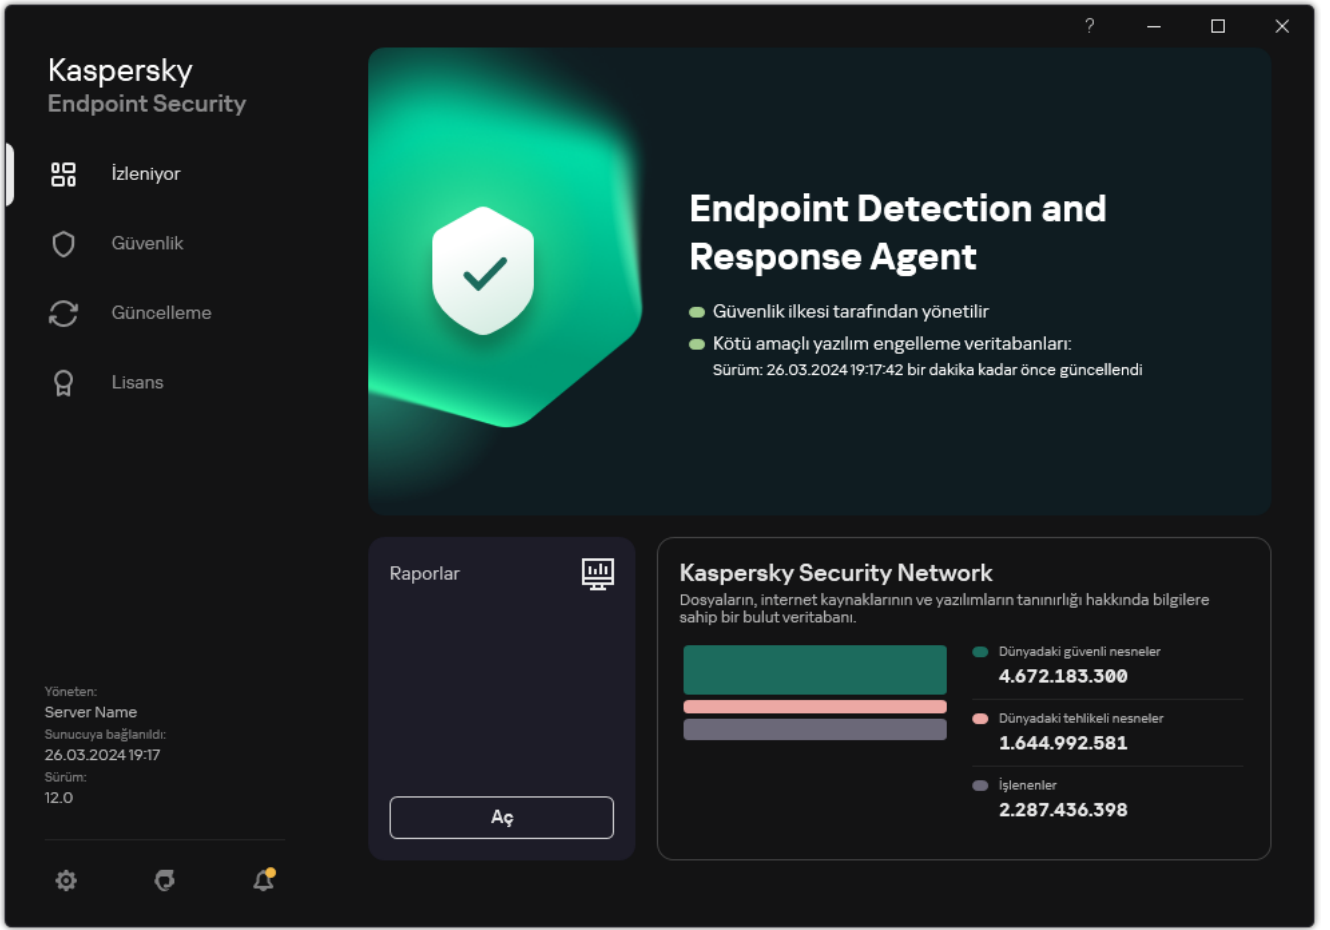 ?
Kaspersky
Endpoint Security
İzleniyor
Güvenlik
Güncelleme
Lisans
Endpoint Detection and
Response Agent
Güvenlik ilkesi tarafından yönetilir
Kötü amaçlı yazılım engelleme veritabanları:
Sürüm: 26.03.2024 19:17:42 bir dakika kadar önce güncellendi
Raporlar
Aç
Kaspersky Security Network
Dosyaların, internet kaynaklarının ve yazılımların tanınırlığı hakkında bilgilere
sahip bir bulut veritabanı.
Dünyadaki güvenli nesneler
4.672.183.300
Dünyadaki tehlikeli nesneler
1.644.992.581
İşlenenler
2.287.436.398
Yöneten:
Server Name
Sunucuya bağlanıldı:
26.03.2024 19:17
Sürüm:
12.0